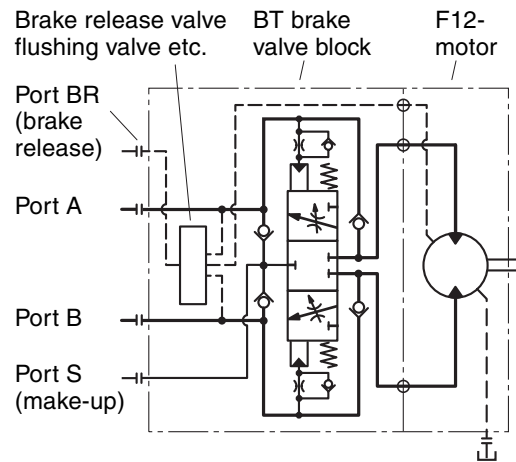 Brake release valve
flushing valve etc.
BT brake
valve block
F12-
motor
Port BR
(brake
release)
Port A
Port B
Port S
(make-up)